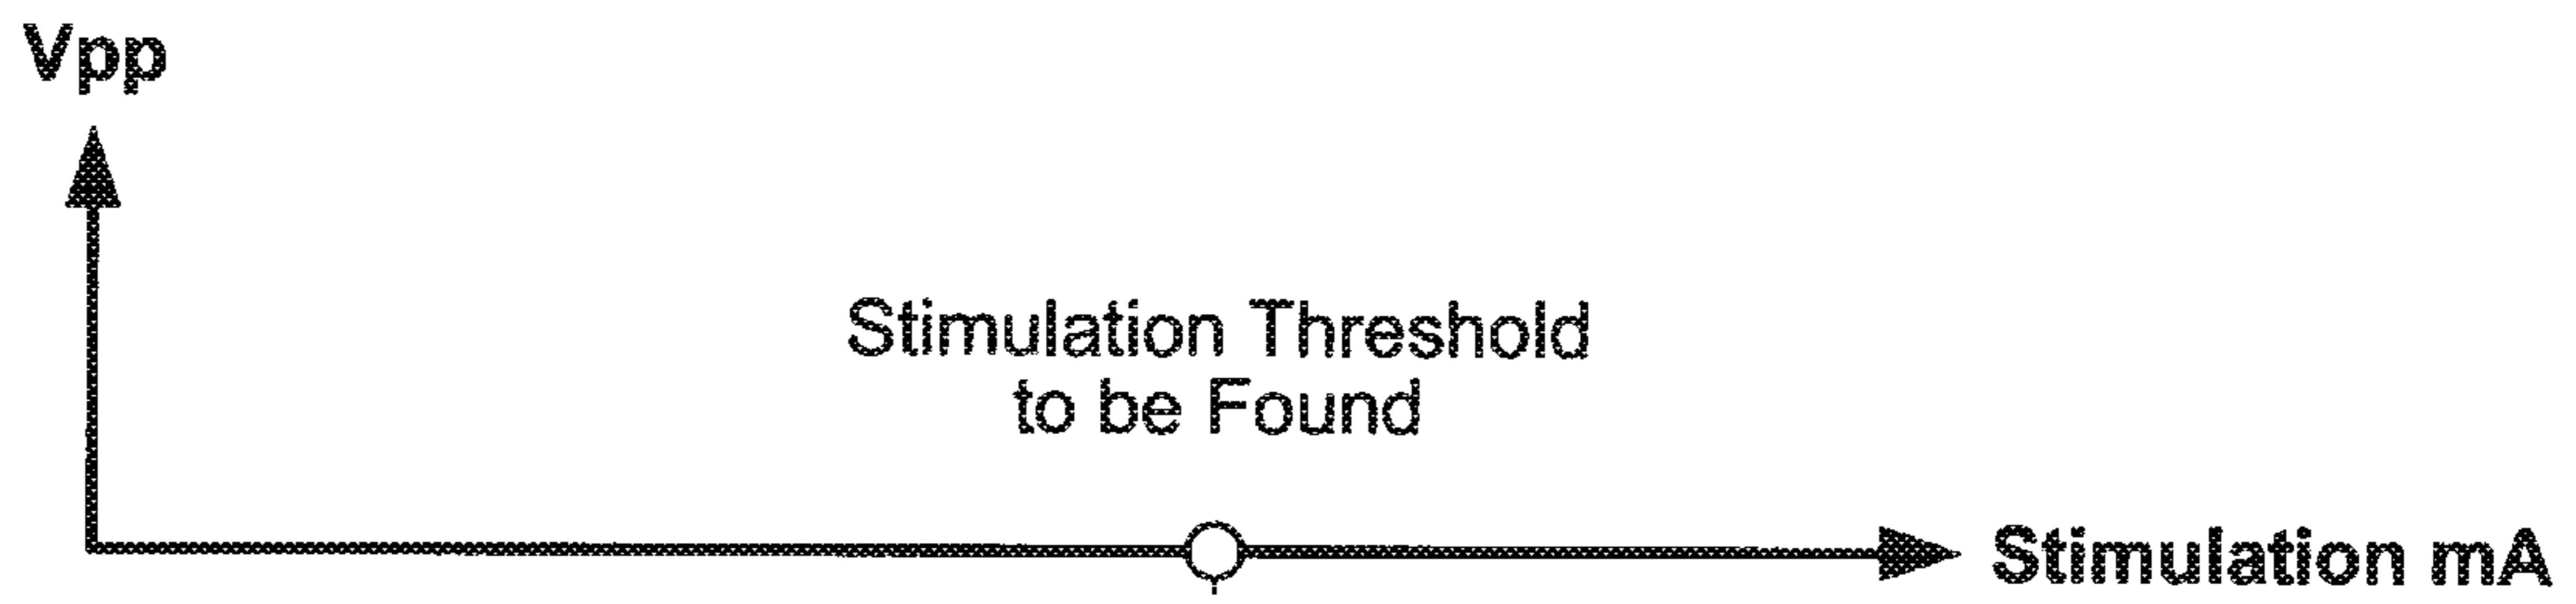 Vpp
Stimulation Threshold
to be Found
Stimulation mA